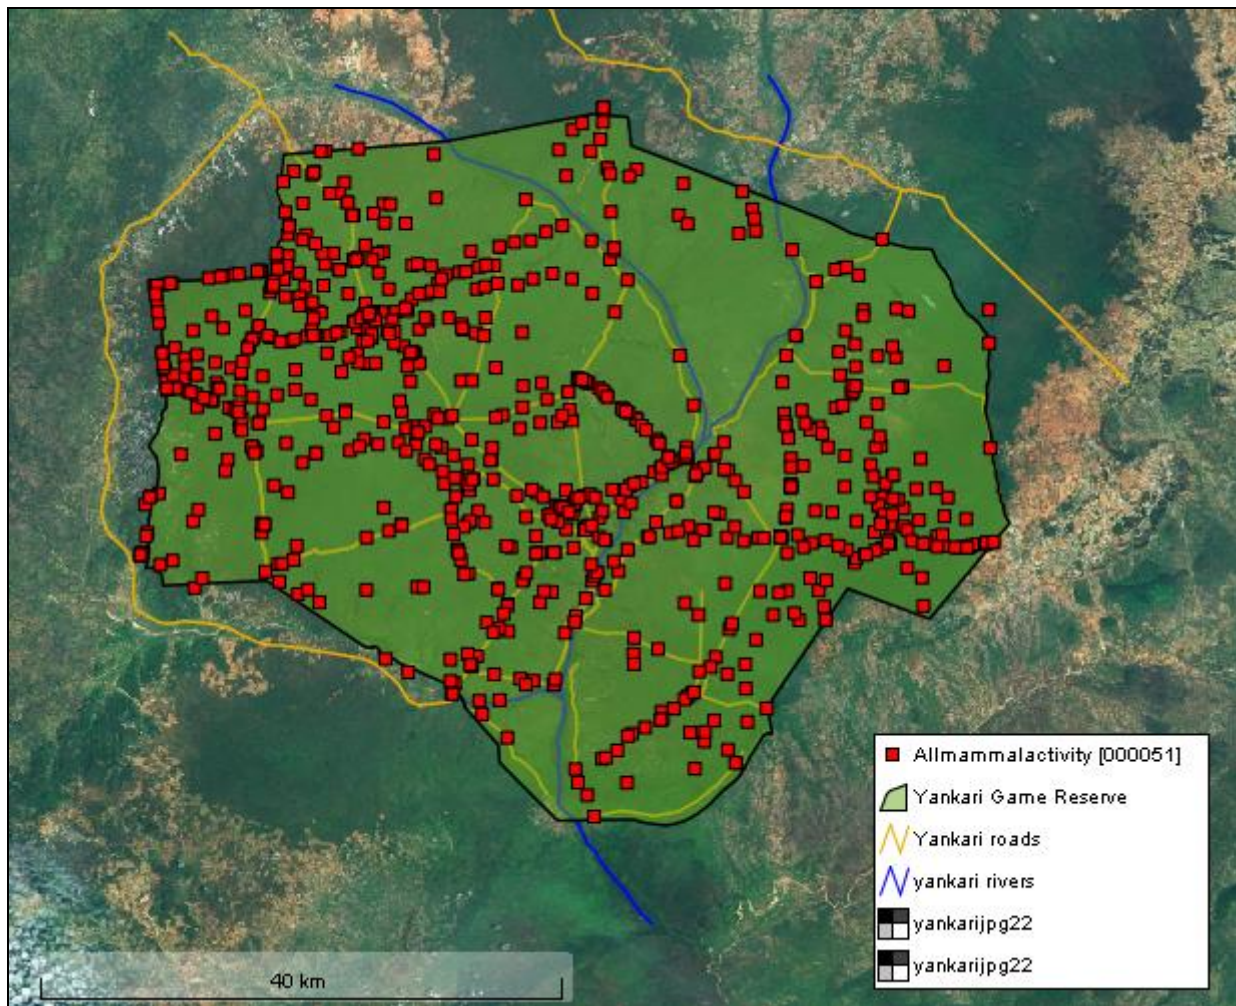 Allmammalactivity [000051]
Yankari Game Reserve
Yankari roads
yankari rivers
yankarijpg22
yankarijpg22
40 km